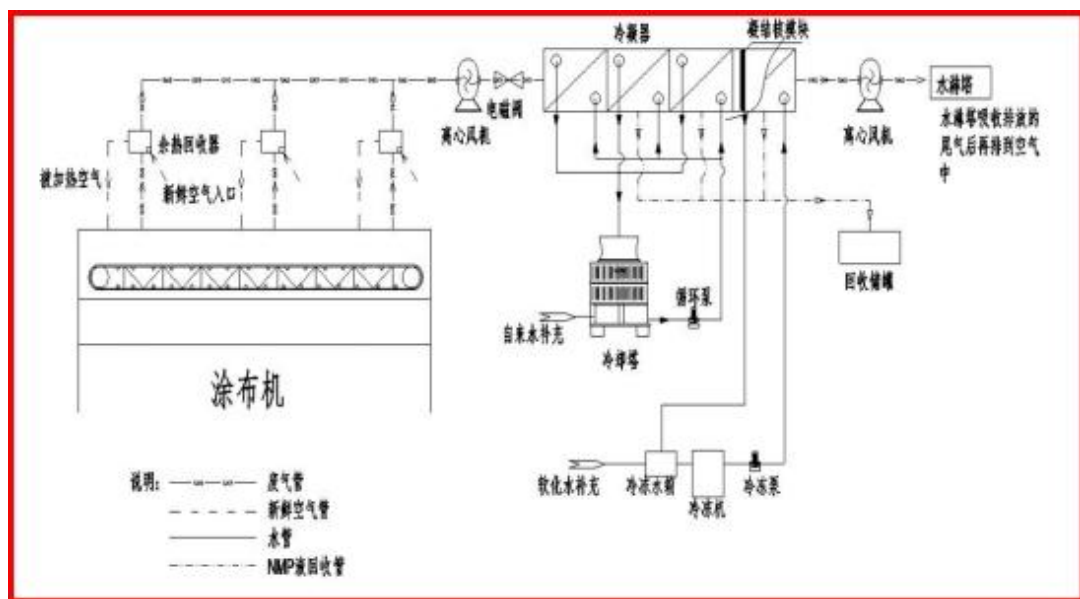 冷凝器
凝结核模块
电磁阀
离心风机
离心风机
水淋塔
水淋塔吸收排放的
尾气后再排到空气
中
余热回收器
被加热空气
新鲜空气入口
回收储罐
循环泵
自来水补充
冷却塔
涂布机
软化水补充
冷冻水箱
冷冻机
冷冻泵
说明：
废气管
新鲜空气管
水管
NMP液回收管